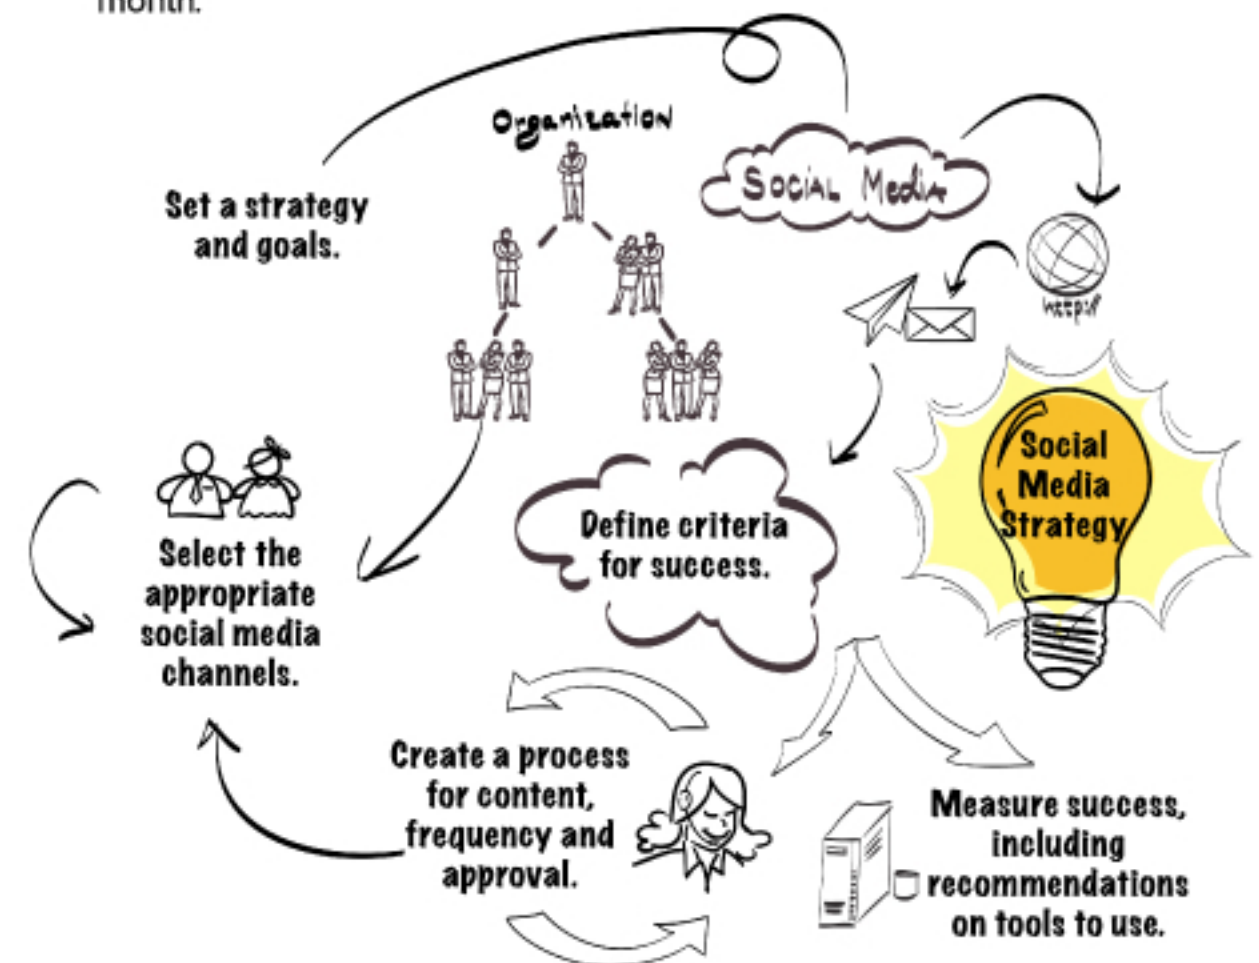 month.
Organization
Social Media
Set a strategy
and goals.
http://
Social
Media
Strategy
Define criteria
for success.
Select the
appropriate
social media
channels.
Create a process
for content,
frequency and
approval.
Measure success,
including
recommendations
on tools to use.